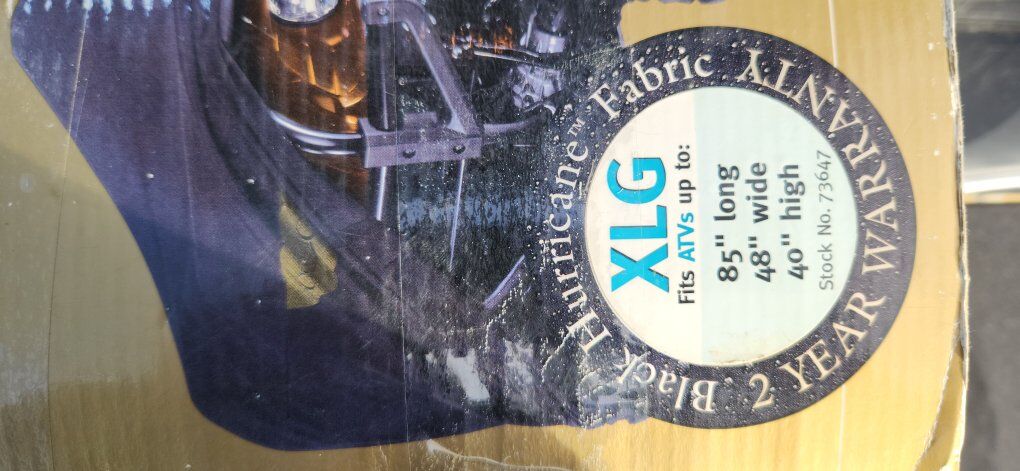 Black Hurricane™ Fabric
2 YEAR WARRANTY
XLG
Fits ATVs up to:
85" long
48" wide
40" high
Stock No. 73647